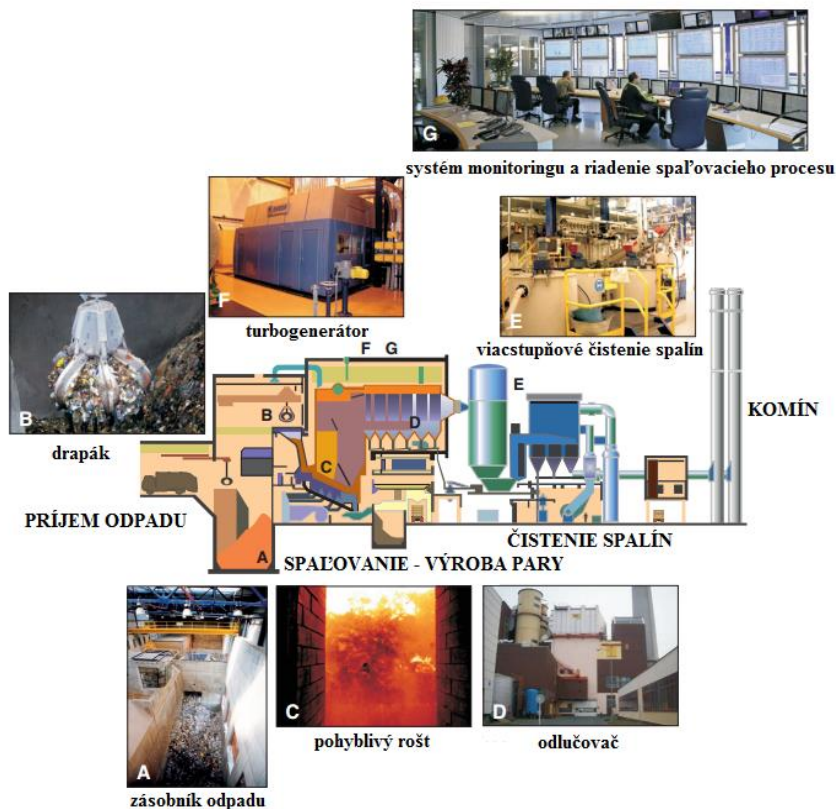 G
systém monitoringu a riadenie spaľovacieho procesu
F
turbogenerátor
E
viacstupňové čistenie spalín
B
drapák
F G
E
B
D
C
KOMÍN
PRÍJEM ODPADU
A
ČISTENIE SPALÍN
SPAĽOVANIE - VÝROBA PARY
A
zásobník odpadu
C
pohyblivý rošt
D
odlučovač